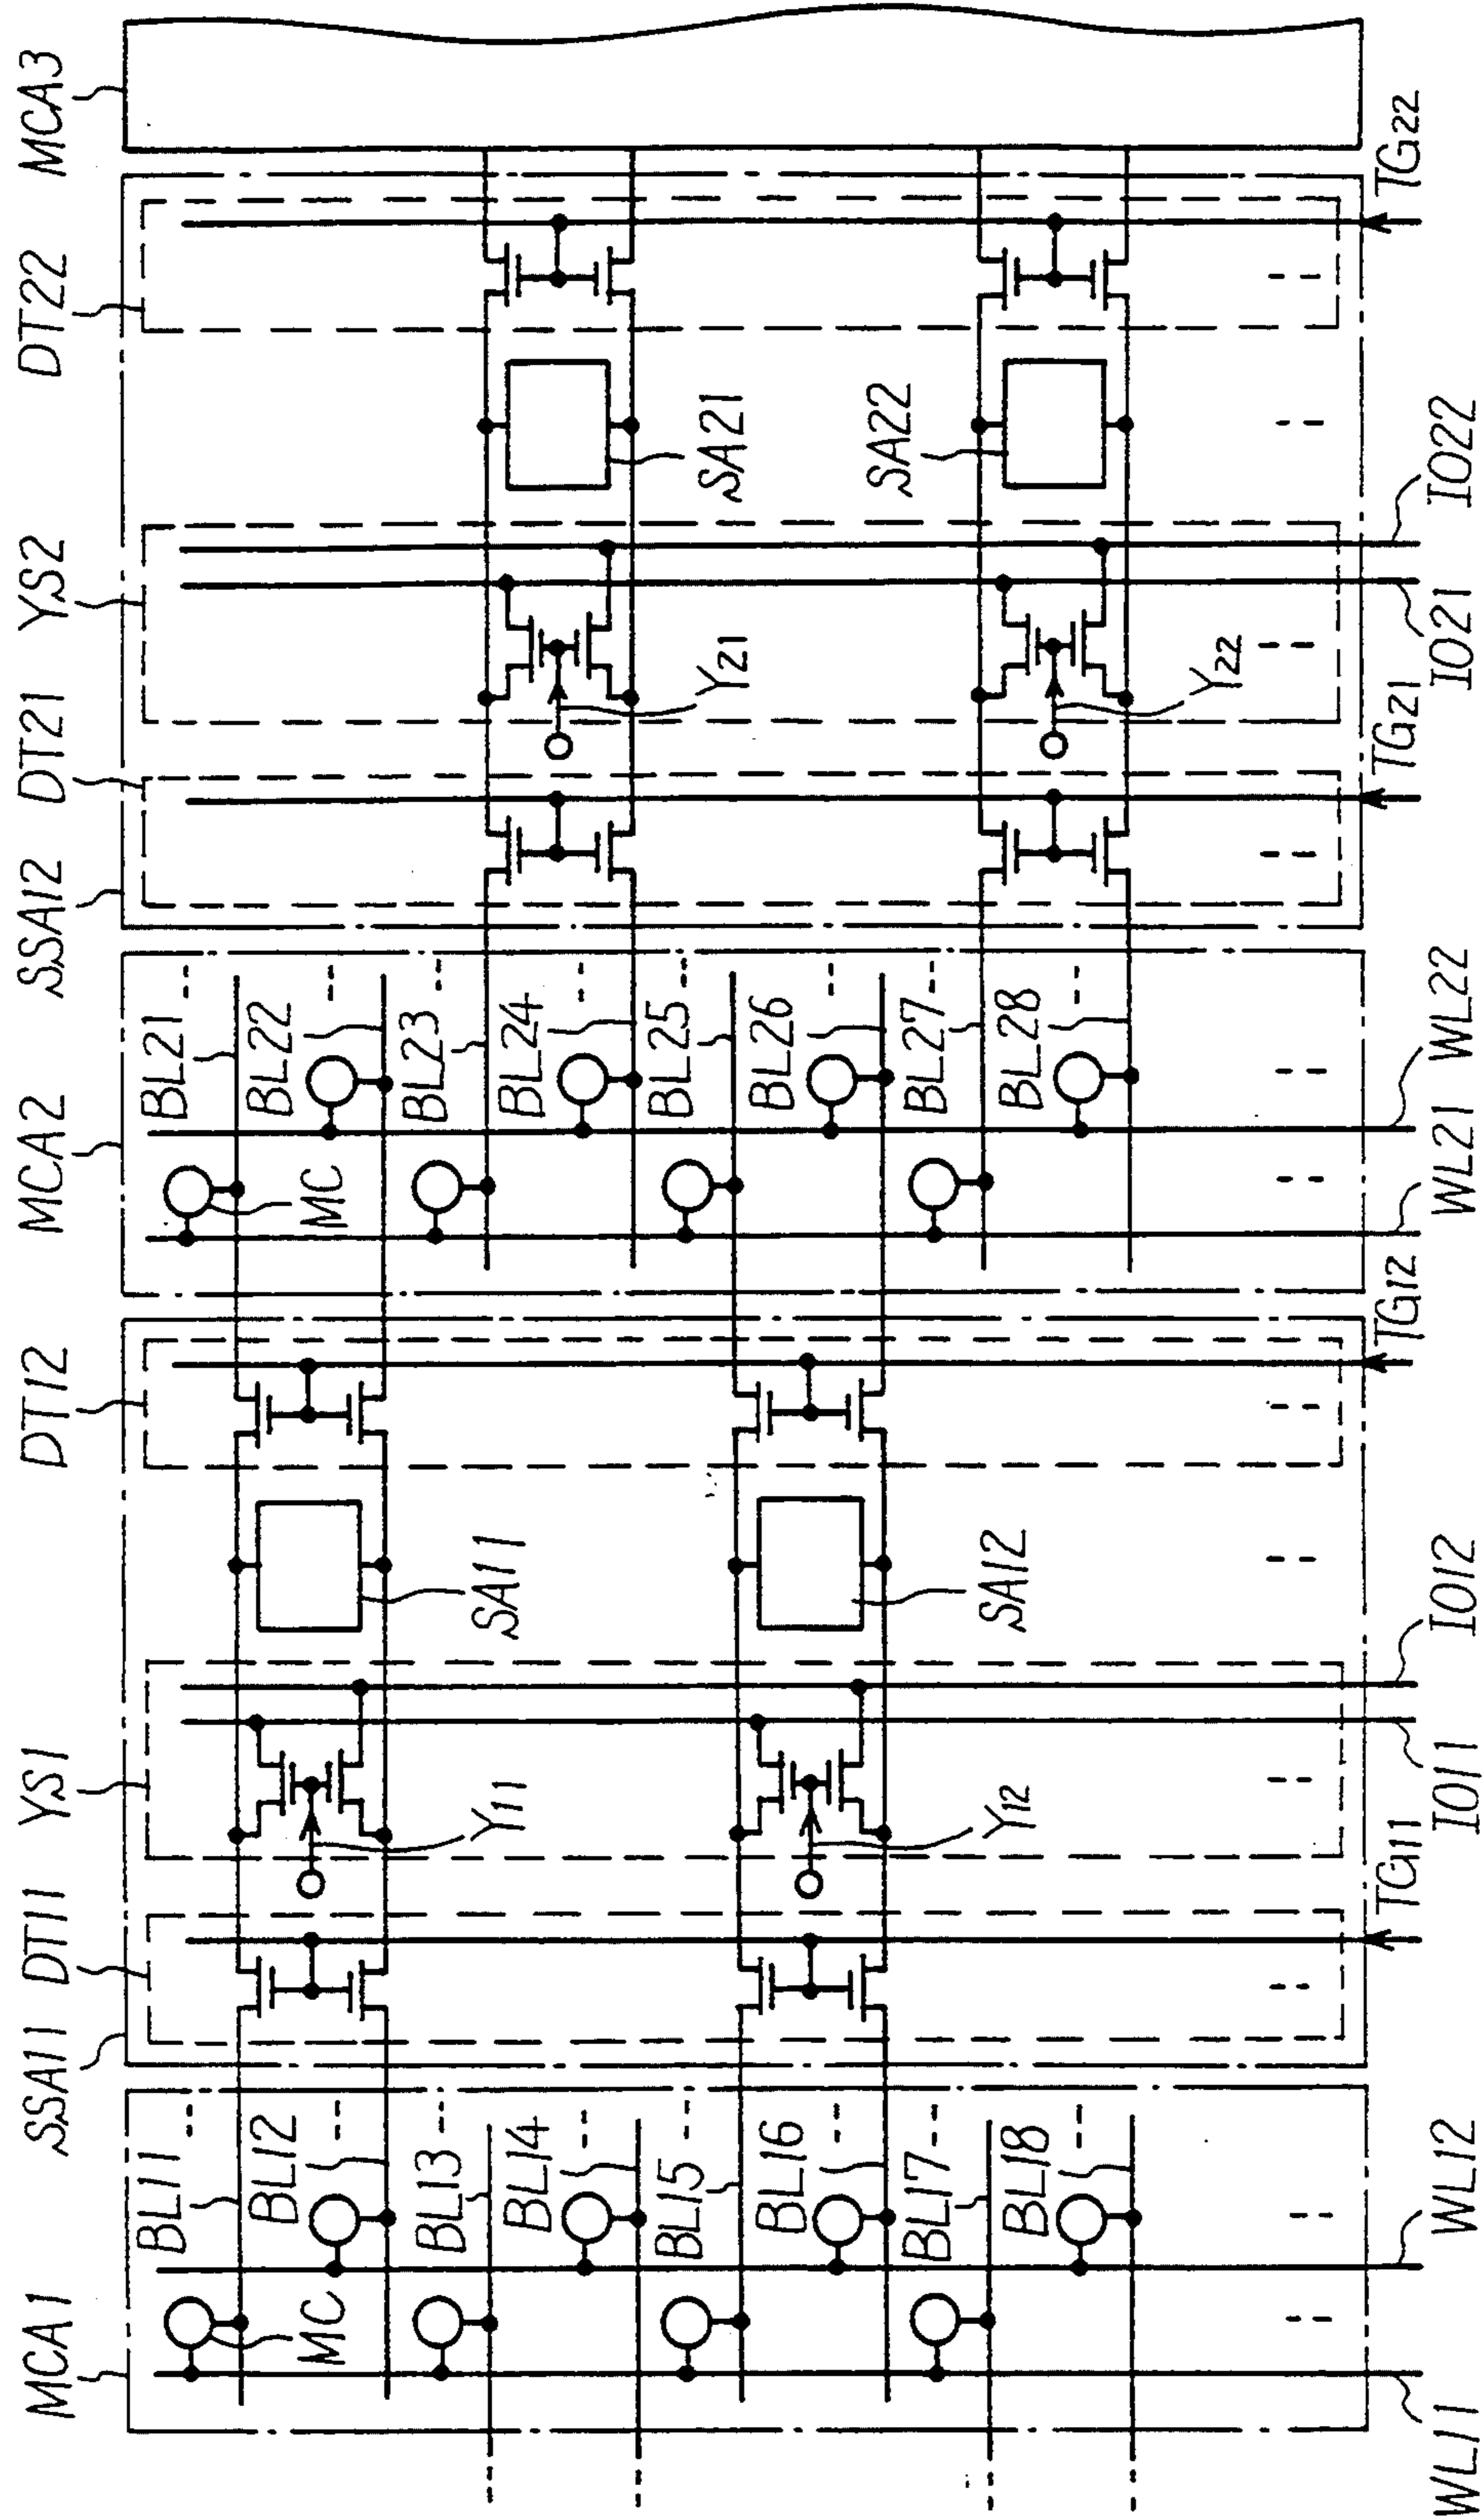 MCA1
SSA11
DT11
YS1
DT12
MCA2
SSA12
DT21
YS2
DT22
MCA3
BL11
BL12
BL13
BL14
BL15
BL16
BL17
BL18
MC
Y11
Y12
SA11
SA12
BL21
BL22
BL23
BL24
BL25
BL26
BL27
BL28
MC
Y21
Y22
SA21
SA22
WL11
WL12
TG11
IO11
IO12
TG12
WL21
WL22
TG21
IO21
IO22
TG22